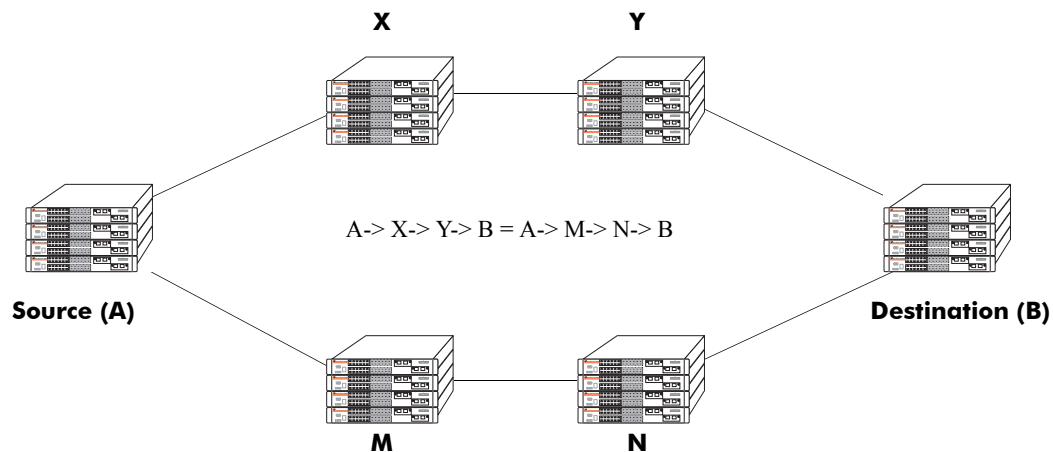 X Y
A-> X-> Y-> B = A-> M-> N-> B
Source (A) Destination (B)
M N